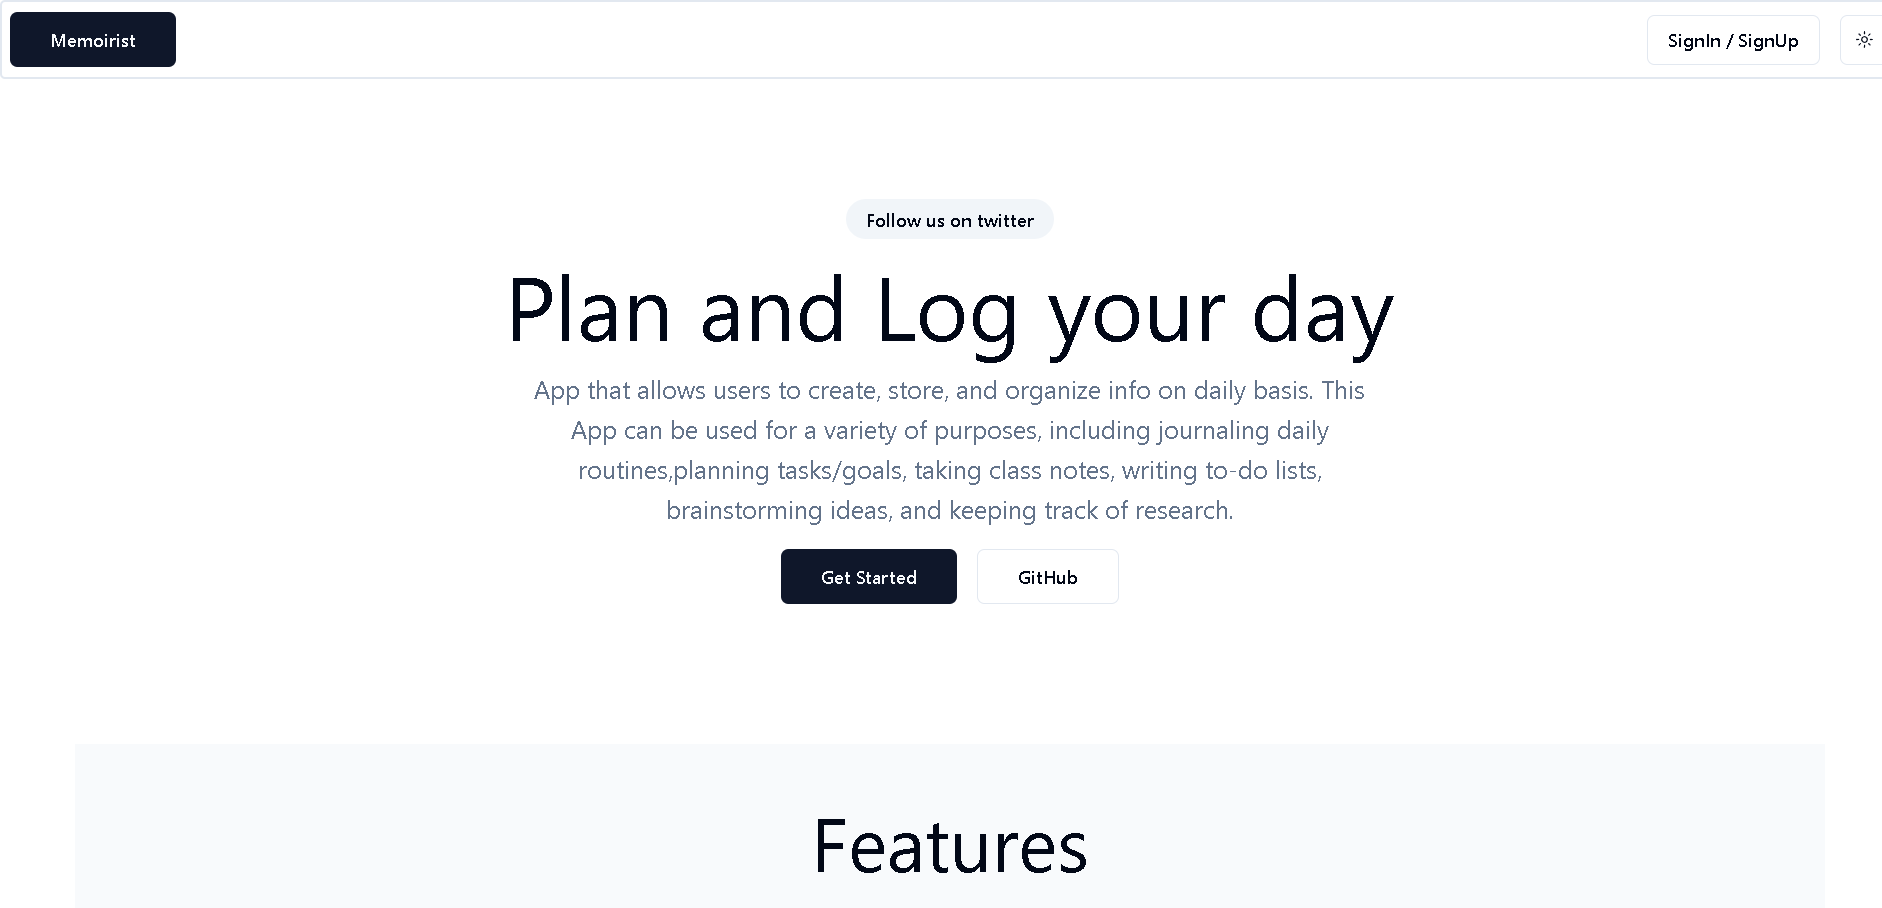 Memoirist
SignIn / SignUp
Follow us on twitter
Plan and Log your day
App that allows users to create, store, and organize info on daily basis. This
App can be used for a variety of purposes, including journaling daily
routines,planning tasks/goals, taking class notes, writing to-do lists,
brainstorming ideas, and keeping track of research.
Get Started
GitHub
Features